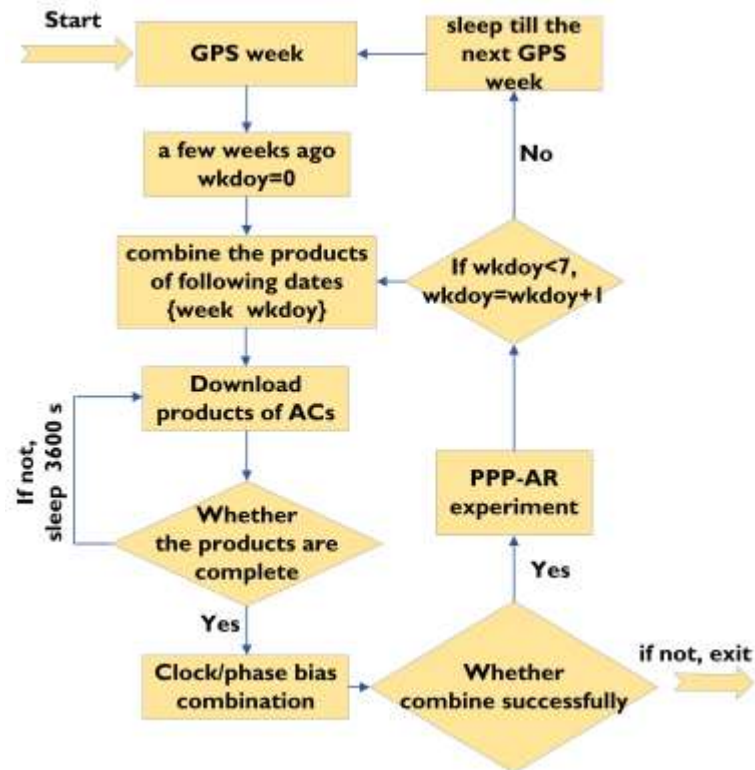 Start
GPS week
sleep till the
next GPS
week
a few weeks ago
wkdoy=0
No
combine the products
of following dates
{week wkdoy}
If wkdoy<7,
wkdoy=wkdoy+1
Download
products of ACs
If not,
sleep 3600 s
PPP-AR
experiment
Whether
the products are
complete
Yes
Yes
Clock/phase bias
combination
Whether
combine successfully
if not, exit